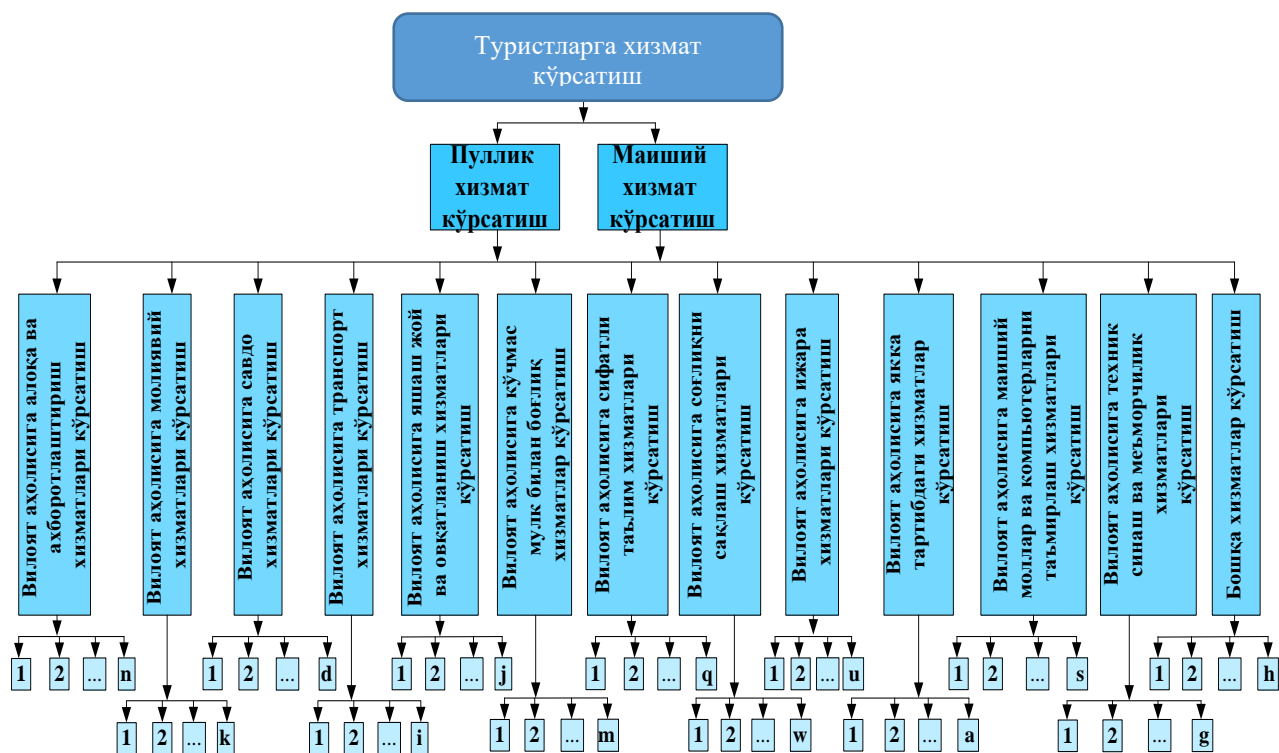 Туристларга хизмат
кўрсатиш
Пуллик
хизмат
кўрсатиш
Маиший
хизмат
кўрсатиш
Вилоят аҳолисига алоқа ва
ахборотлаштириш
хизматлари кўрсатиш
Вилоят аҳолисига молиявий
хизматлари кўрсатиш
Вилоят аҳолисига савдо
хизматлари кўрсатиш
Вилоят аҳолисига транспорт
хизматлари кўрсатиш
Вилоят аҳолисига яшаш жой
ва овқатланиш хизматлари
кўрсатиш
Вилоят аҳолисига кўчмас
мулк билан боғлиқ
хизматлар кўрсатиш
Вилоят аҳолисига сифатли
таълим хизматлари
кўрсатиш
Вилоят аҳолисига соғлиқни
сақлаш хизматлари
кўрсатиш
Вилоят аҳолисига ижара
хизматлари кўрсатиш
Вилоят аҳолисига якка
тартибдаги хизматлар
кўрсатиш
Вилоят аҳолисига маиший
моллар ва компьютерларни
таъмирлаш хизматлари
кўрсатиш
Вилоят аҳолисига техник
синаш ва меъморчилик
хизматлари
кўрсатиш
Бошқа хизматлар кўрсатиш
1 2 ... n
1 2 ... k
1 2 ... d
1 2 ... i
1 2 ... j
1 2 ... m
1 2 ... q
1 2 ... w
1 2 ... u
1 2 ... a
1 2 ... s
1 2 ... g
1 2 ... h